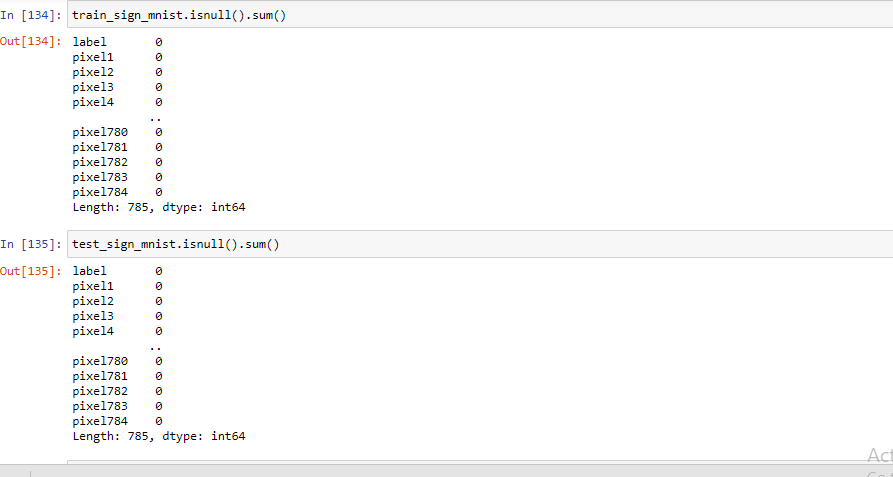 In [134]: train_sign_mnist.isnull().sum()
Out[134]: label 0
pixel1 0
pixel2 0
pixel3 0
pixel4 0
..
pixel780 0
pixel781 0
pixel782 0
pixel783 0
pixel784 0
Length: 785, dtype: int64
In [135]: test_sign_mnist.isnull().sum()
Out[135]: label 0
pixel1 0
pixel2 0
pixel3 0
pixel4 0
..
pixel780 0
pixel781 0
pixel782 0
pixel783 0
pixel784 0
Length: 785, dtype: int64
Act